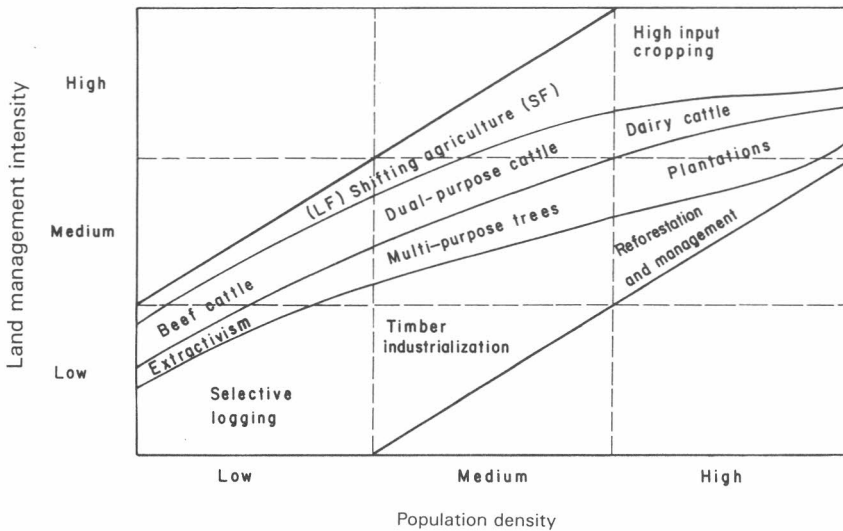 High input
cropping
High
(LF) Shifting agriculture (SF)
Dairy cattle
Dual-purpose cattle
Plantations
Land management intensity
Medium
Multi-purpose trees
Reforestation
and management
Beef cattle
Extractivism
Timber
industrialization
Low
Selective
logging
Low Medium High
Population density